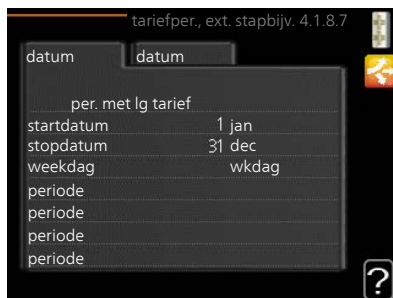 tariefper., ext. stapbijv. 4.1.8.7
datum datum
per. met lg tarief
startdatum 1 jan
stopdatum 31 dec
weekdag wkdag
periode
periode
periode
periode
?